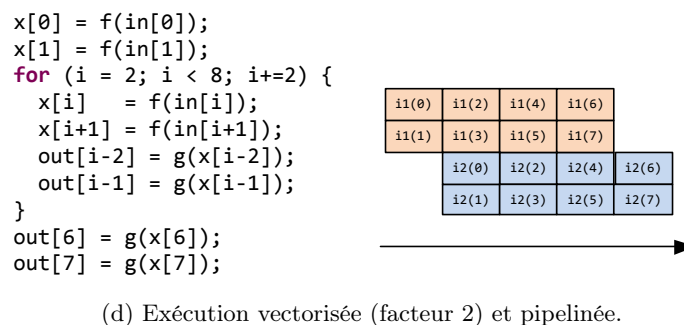 x[0] = f(in[0]);
x[1] = f(in[1]);
for (i = 2; i < 8; i+=2) {
  x[i]   = f(in[i]);
  x[i+1] = f(in[i+1]);
  out[i-2] = g(x[i-2]);
  out[i-1] = g(x[i-1]);
}
out[6] = g(x[6]);
out[7] = g(x[7]);
i1(0) i1(2) i1(4) i1(6)
i1(1) i1(3) i1(5) i1(7)
i2(0) i2(2) i2(4) i2(6)
i2(1) i2(3) i2(5) i2(7)
(d) Exécution vectorisée (facteur 2) et pipelinée.